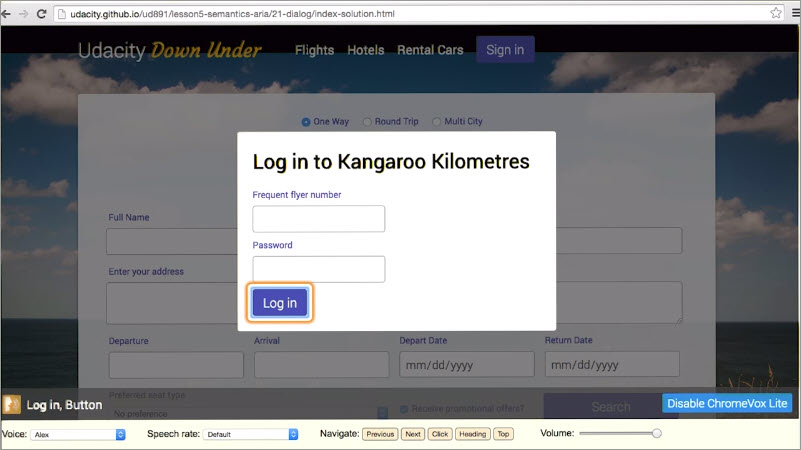 udacity.github.io/ud891/lesson5-semantics-aria/21-dialog/index-solution.html
Udacity Down Under Flights Hotels Rental Cars Sign in
One Way Round Trip Multi City
Log in to Kangaroo Kilometres
Frequent flyer number
Full Name
Password
Enter your address
Log in
Departure Arrival Depart Date Return Date
mm/dd/yyyy mm/dd/yyyy
Preferred seat type
Log in, Button Disable ChromeVox Lite
No preference Receive promotional offers? Search
Voice: Alex Speech rate: Default Navigate: Previous Next Click Heading Top Volume: